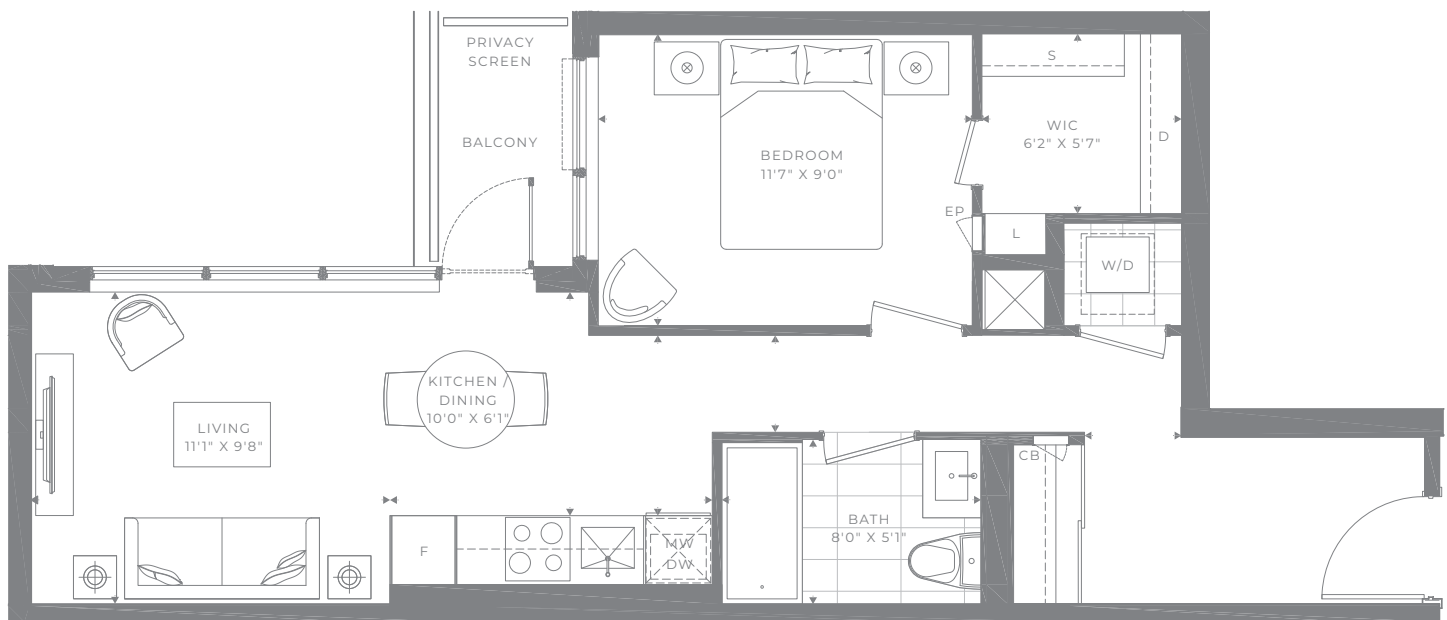 PRIVACY
SCREEN
BALCONY
BEDROOM
11'7" X 9'0"
S
WIC
6'2" X 5'7"
D
EP
L
W/D
LIVING
11'1" X 9'8"
KITCHEN /
DINING
10'0" X 6'1"
F
MW
DW
BATH
8'0" X 5'1"
CB